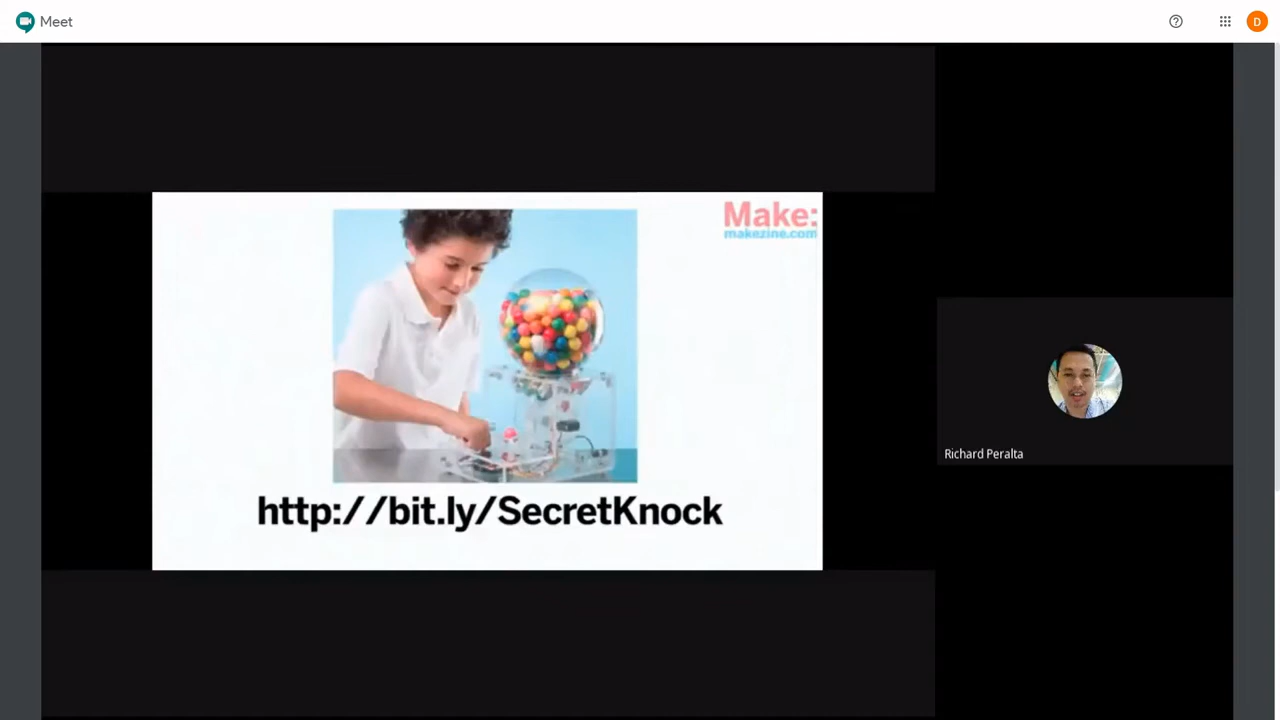 Meet
D
Make:
makezine.com
http://bit.ly/SecretKnock
Richard Peralta